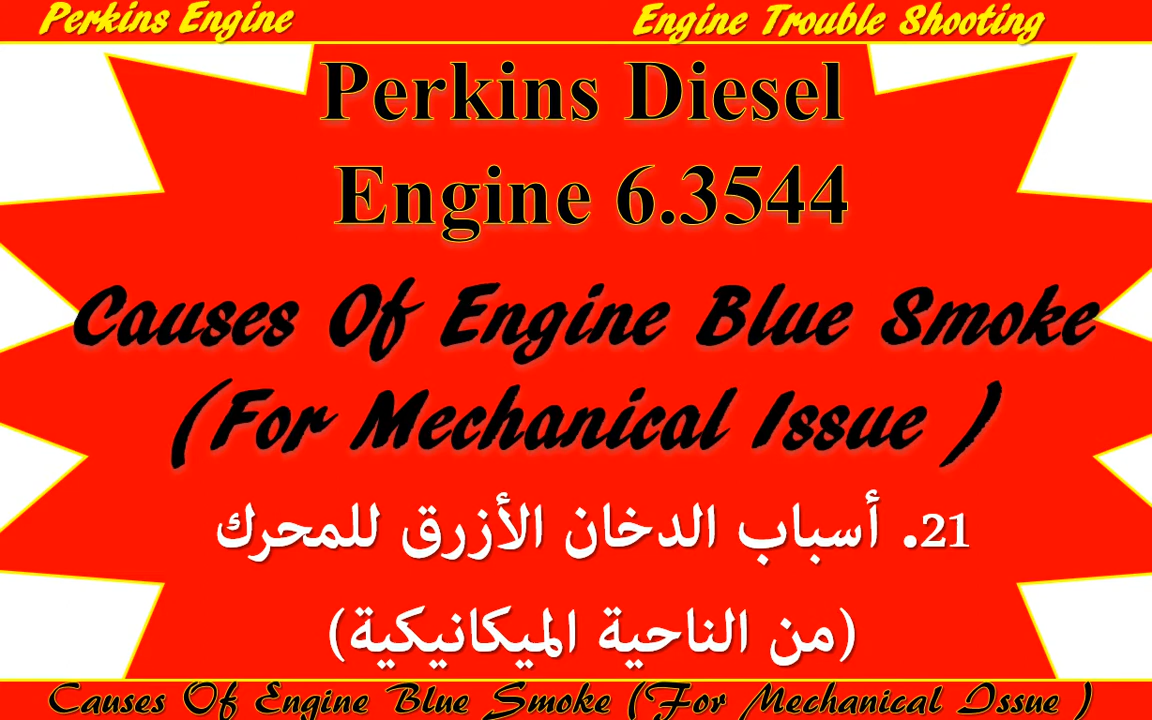 Perkins Engine
Engine Trouble Shooting
Perkins Diesel
Engine 6.3544
Causes Of Engine Blue Smoke
(For Mechanical Issue )
21. أسباب الدخان الأزرق للمحرك
(من الناحية الميكانيكية)
Causes Of Engine Blue Smoke (For Mechanical Issue )